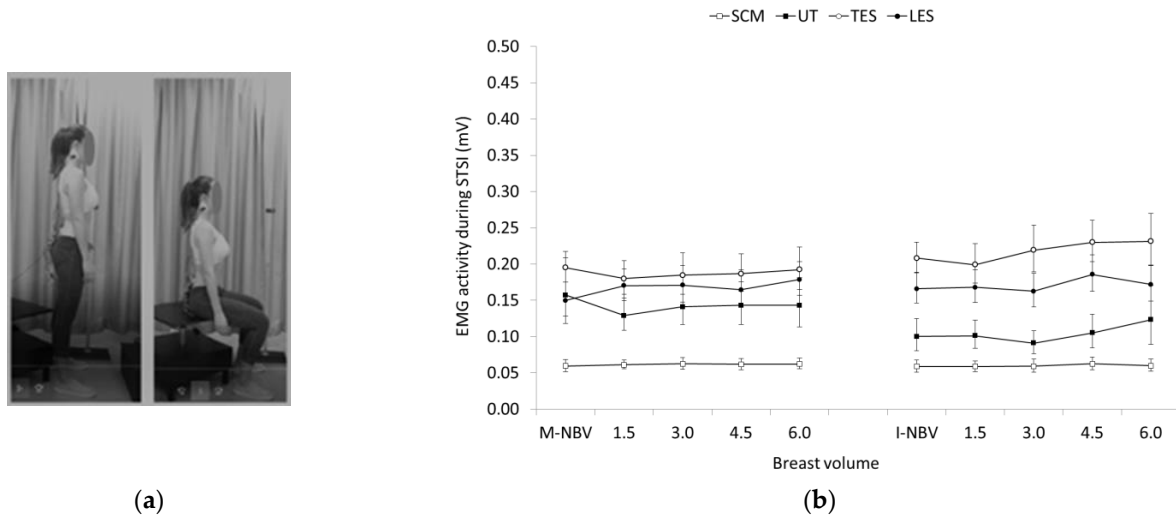 SCM UT TES LES
EMG activity during STSI (mV)
0.50
0.45
0.40
0.35
0.30
0.25
0.20
0.15
0.10
0.05
0.00
M-NBV 1.5 3.0 4.5 6.0 I-NBV 1.5 3.0 4.5 6.0
Breast volume
(a) (b)